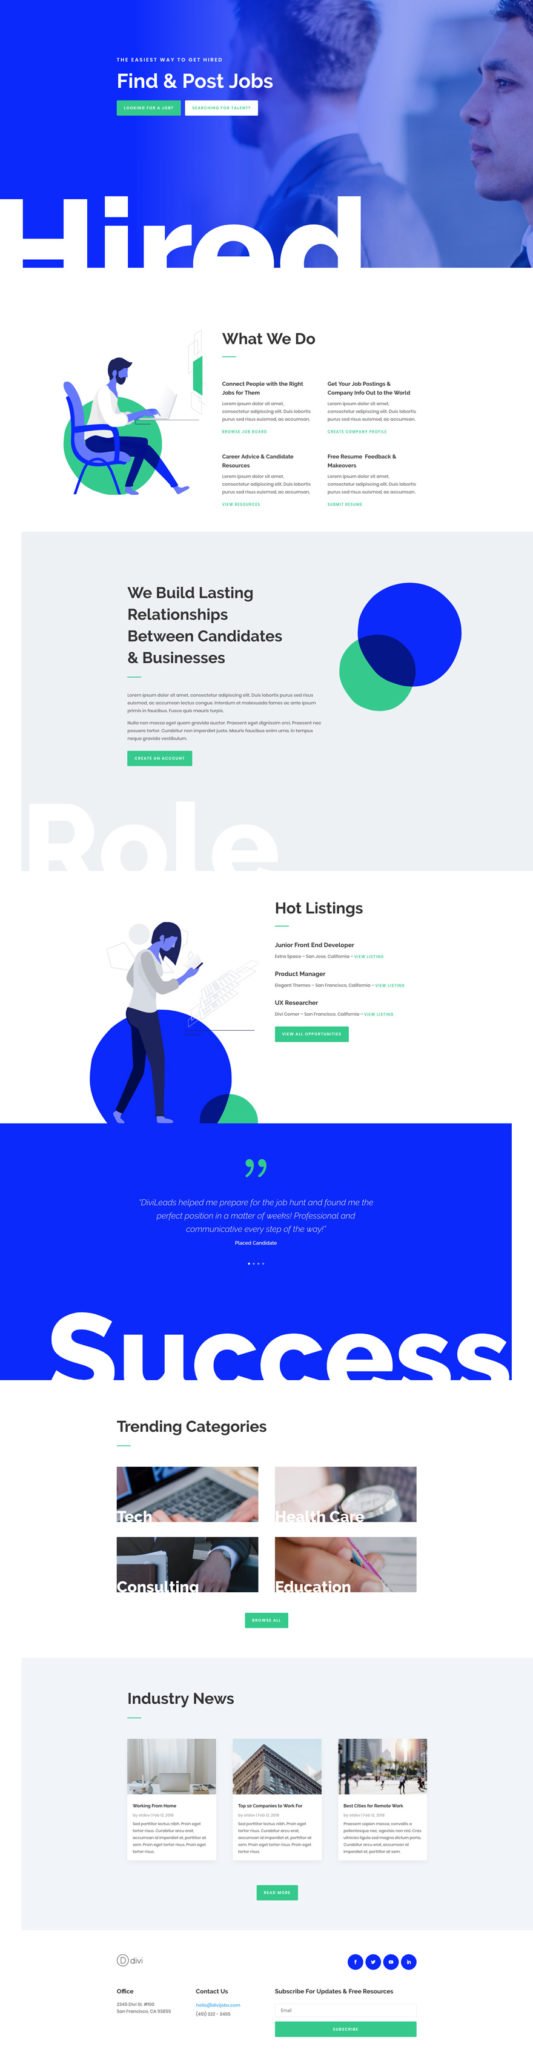 THE EASIEST WAY TO GET HIRED
Find & Post Jobs
LOOKING FOR A JOB?
SEARCHING FOR TALENT?
Hired
What We Do
Connect People with the Right
Jobs for Them
Lorem ipsum dolor sit amet,
consectetur adipiscing elit. Duis lobortis
purus sed risus euismod, ac accumsan.
BROWSE JOB BOARD
Get Your Job Postings &
Company Info Out to the World
Lorem ipsum dolor sit amet,
consectetur adipiscing elit. Duis lobortis
purus sed risus euismod, ac accumsan.
CREATE COMPANY PROFILE
Career Advice & Candidate
Resources
Lorem ipsum dolor sit amet,
consectetur adipiscing elit. Duis lobortis
purus sed risus euismod, ac accumsan.
VIEW RESOURCES
Free Resume Feedback &
Makeovers
Lorem ipsum dolor sit amet,
consectetur adipiscing elit. Duis lobortis
purus sed risus euismod, ac accumsan.
SUBMIT RESUME
We Build Lasting
Relationships
Between Candidates
& Businesses
Lorem ipsum dolor sit amet, consectetur adipiscing elit. Duis lobortis purus sed risus
euismod, ac accumsan lectus congue. Interdum et malesuada fames ac ante ipsum
primis in faucibus. Fusce quis mauris turpis.
Nulla non massa eget quam gravida auctor. Praesent eget dignissim orci. Praesent nec
posuere tortor. Curabitur non imperdiet justo. Mauris faucibus enim urna, in tempus
neque gravida vestibulum.
CREATE AN ACCOUNT
Role
Hot Listings
Junior Front End Developer
Extra Space – San Jose, California – VIEW LISTING
Product Manager
Elegant Themes – San Francisco, California – VIEW LISTING
UX Researcher
Divi Corner – San Francisco, California – VIEW LISTING
VIEW ALL OPPORTUNITIES
"DiviLeads helped me prepare for the job hunt and found me the
perfect position in a matter of weeks! Professional and
communicative every step of the way!"
Placed Candidate
Success
Trending Categories
Tech
Health Care
Consulting
Education
BROWSE ALL
Industry News
Working From Home
Feb 12, 2018
Sed porttitor lectus nibh. Proin eget
tortor risus. Curabitur arcu erat,
accumsan id imperdiet et, porttitor at
sem. Proin eget tortor risus. Proin eget
tortor risus.
Top 10 Companies to Work For
Feb 12, 2018
Sed porttitor lectus nibh. Proin eget
tortor risus. Curabitur arcu erat,
accumsan id imperdiet et, porttitor at
sem. Proin eget tortor risus. Proin eget
tortor risus.
Best Cities for Remote Work
Feb 12, 2018
Praesent sapien massa, convallis a
pellentesque nec, egestas non nisi. Cras
ultricies ligula sed magna dictum porta.
Curabitur arcu erat, accumsan id
imperdiet et, porttitor at sem.
READ MORE
divi
Office
San Francisco, CA
Contact Us
hello@divijobs.com
Subscribe For Updates & Free Resources
Email
SUBSCRIBE